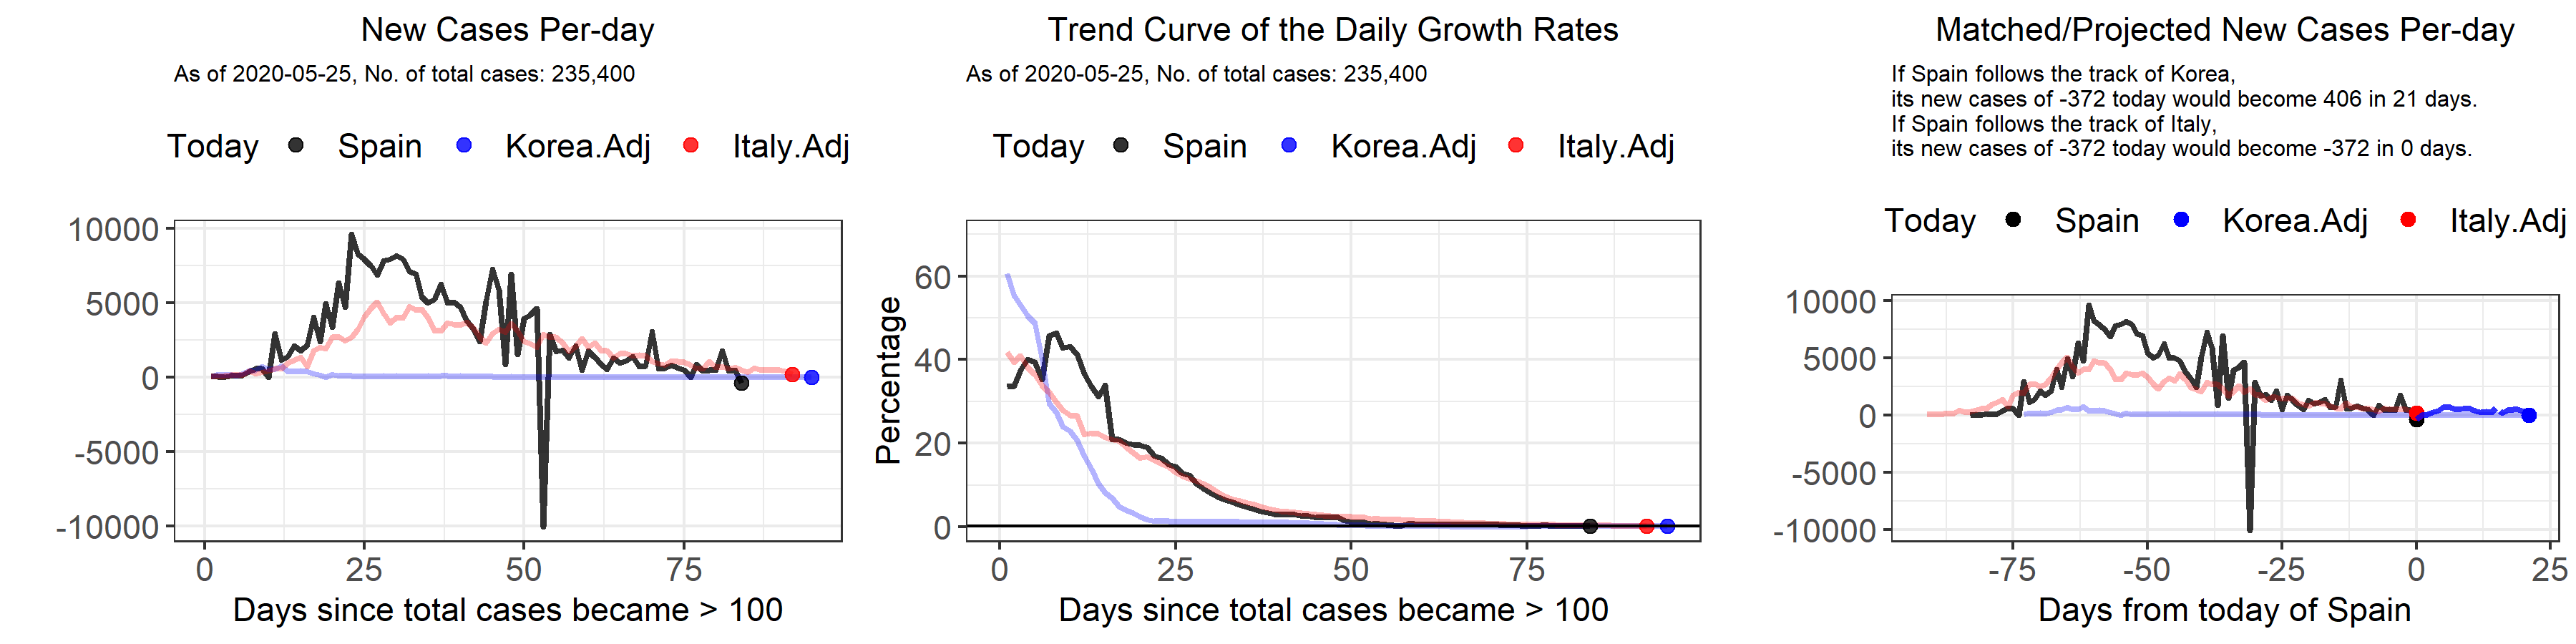 New Cases Per-day
As of 2020-05-25, No. of total cases: 235,400
Today Spain Korea.Adj Italy.Adj
10000
5000
0
-5000
-10000
0 25 50 75
Days since total cases became > 100
Trend Curve of the Daily Growth Rates
As of 2020-05-25, No. of total cases: 235,400
Today Spain Korea.Adj Italy.Adj
Percentage
60
40
20
0
0 25 50 75
Days since total cases became > 100
Matched/Projected New Cases Per-day
If Spain follows the track of Korea,
its new cases of -372 today would become 406 in 21 days.
If Spain follows the track of Italy,
its new cases of -372 today would become -372 in 0 days.
Today Spain Korea.Adj Italy.Adj
10000
5000
0
-5000
-10000
-75 -50 -25 0 25
Days from today of Spain